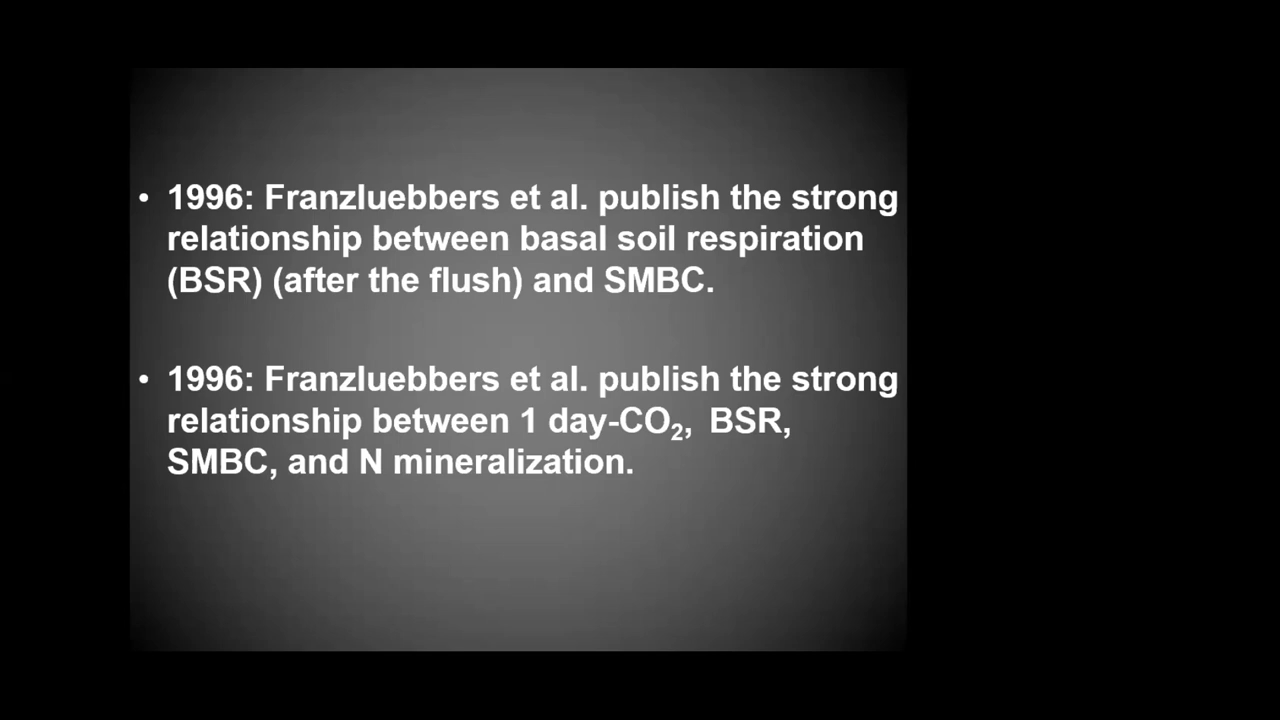 • 1996: Franzluebbers et al. publish the strong
relationship between basal soil respiration
(BSR) (after the flush) and SMBC.
• 1996: Franzluebbers et al. publish the strong
relationship between 1 day-CO₂, BSR,
SMBC, and N mineralization.